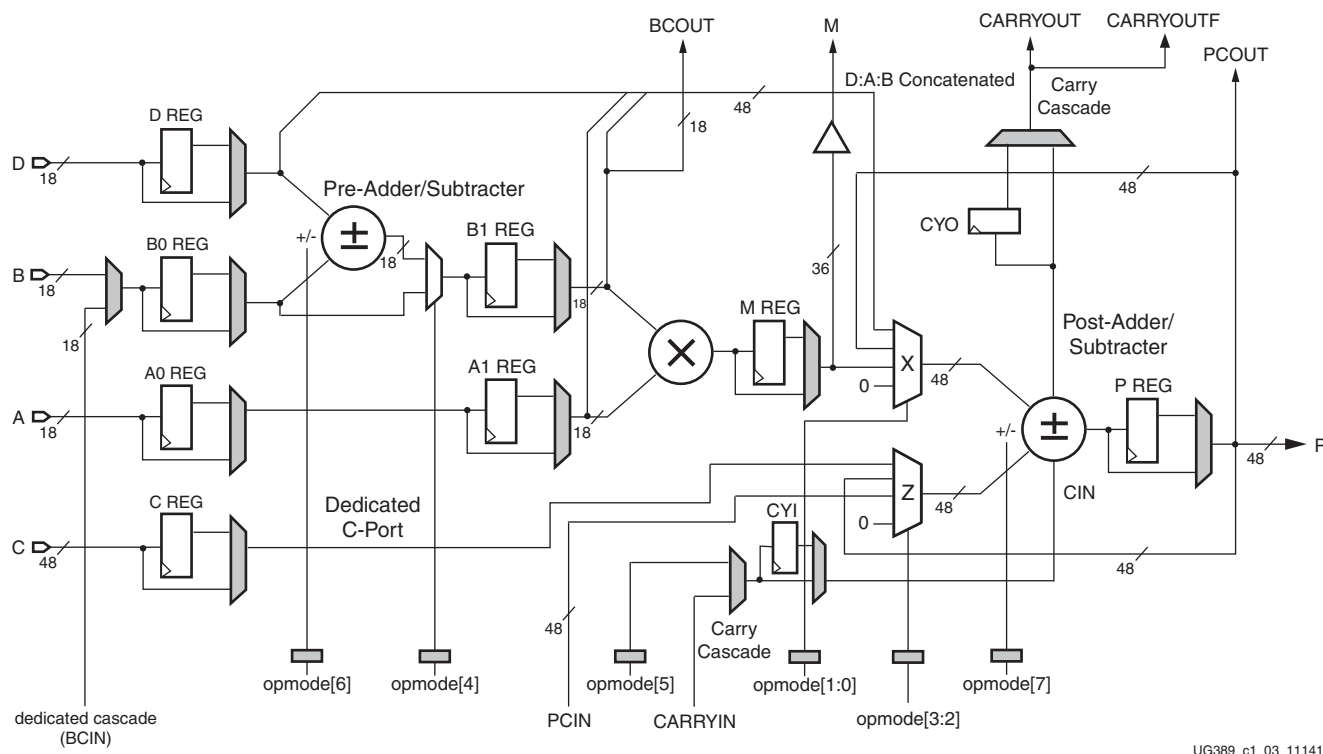 BCOUT
M
CARRYOUT
CARRYOUTF
PCOUT
D:A:B Concatenated
Carry
Cascade
48
18
D REG
D
18
48
Pre-Adder/Subtracter
CYO
+/-
±
B0 REG
B1 REG
B
18
18
36
18
18
M REG
Post-Adder/
Subtracter
×
X
48
0
A0 REG
A1 REG
P REG
A
18
18
+/-
±
P
48
C REG
Dedicated
C-Port
Z
48
CIN
CYI
0
C
48
48
48
Carry
Cascade
opmode[6]
opmode[4]
opmode[5]
opmode[1:0]
opmode[7]
PCIN
CARRYIN
opmode[3:2]
dedicated cascade
(BCIN)
UG389_c1_03_11141